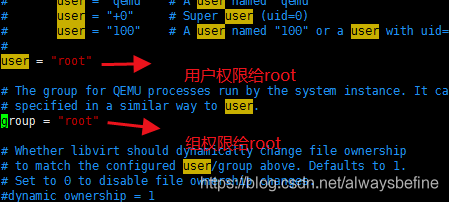 #       user = "qemu"   # A user named "qemu"
#       user = "+0"     # Super user (uid=0)
#       user = "100"    # A user named "100" or a user with uid=
#
user = "root"
用户权限给root
# The group for QEMU processes run by the system instance. It ca
# specified in a similar way to user.
group = "root"
组权限给root
# Whether libvirt should dynamically change file ownership
# to match the configured user/group above. Defaults to 1.
# Set to 0 to disable file ownership changes.
https://blog.csdn.net/alwaysbefine
#dynamic_ownership = 1